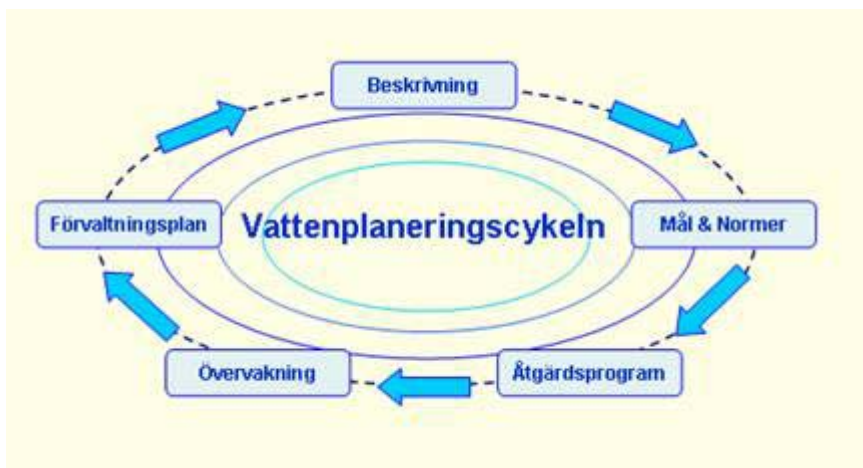 Beskrivning
Förvaltningsplan
Vattenplaneringscykeln
Mål & Normer
Övervakning
Åtgärdsprogram